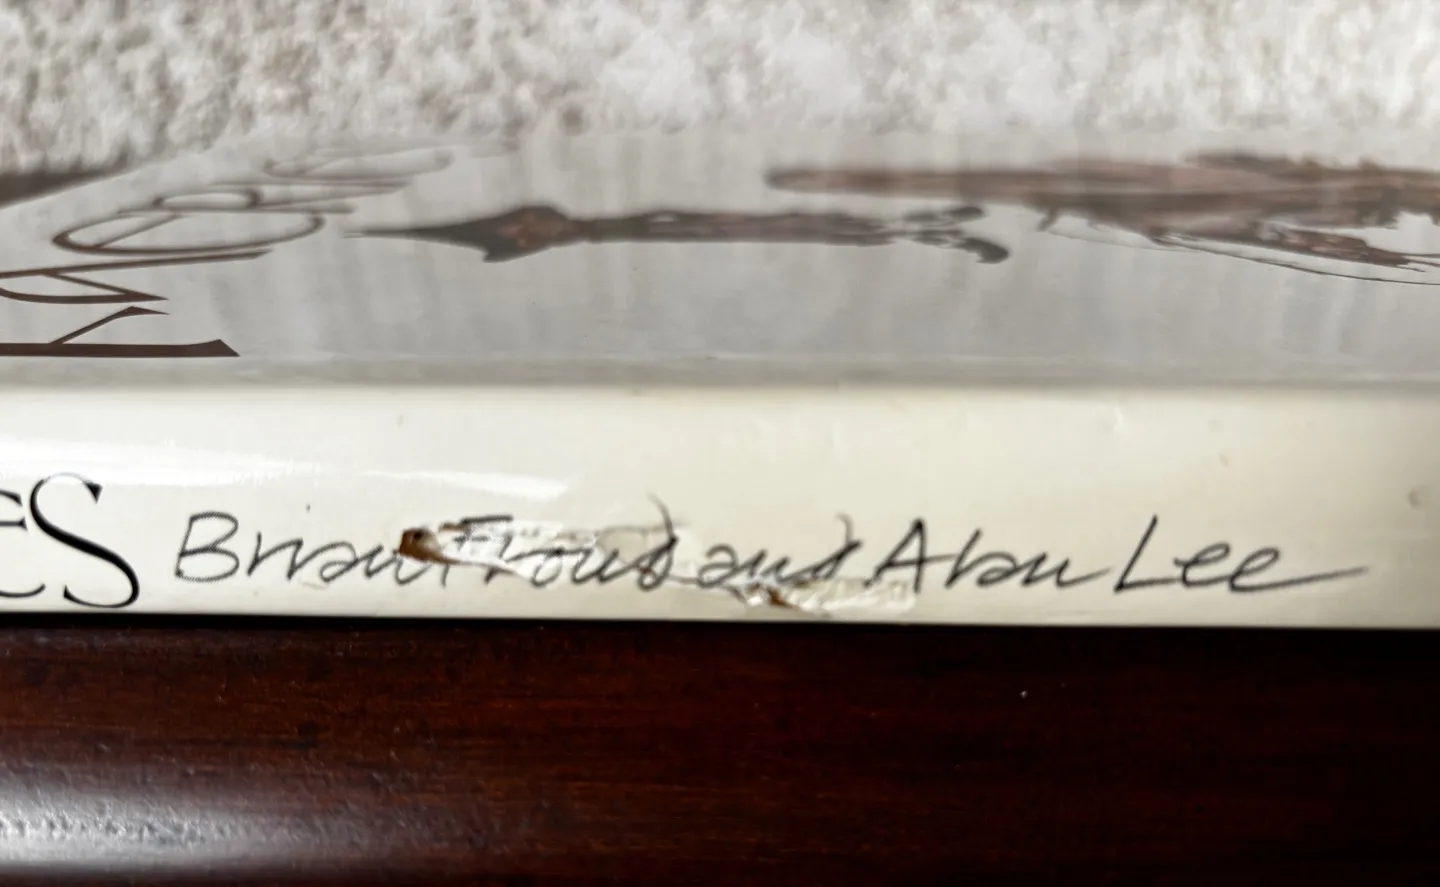 ES Brian Froud and Alan Lee